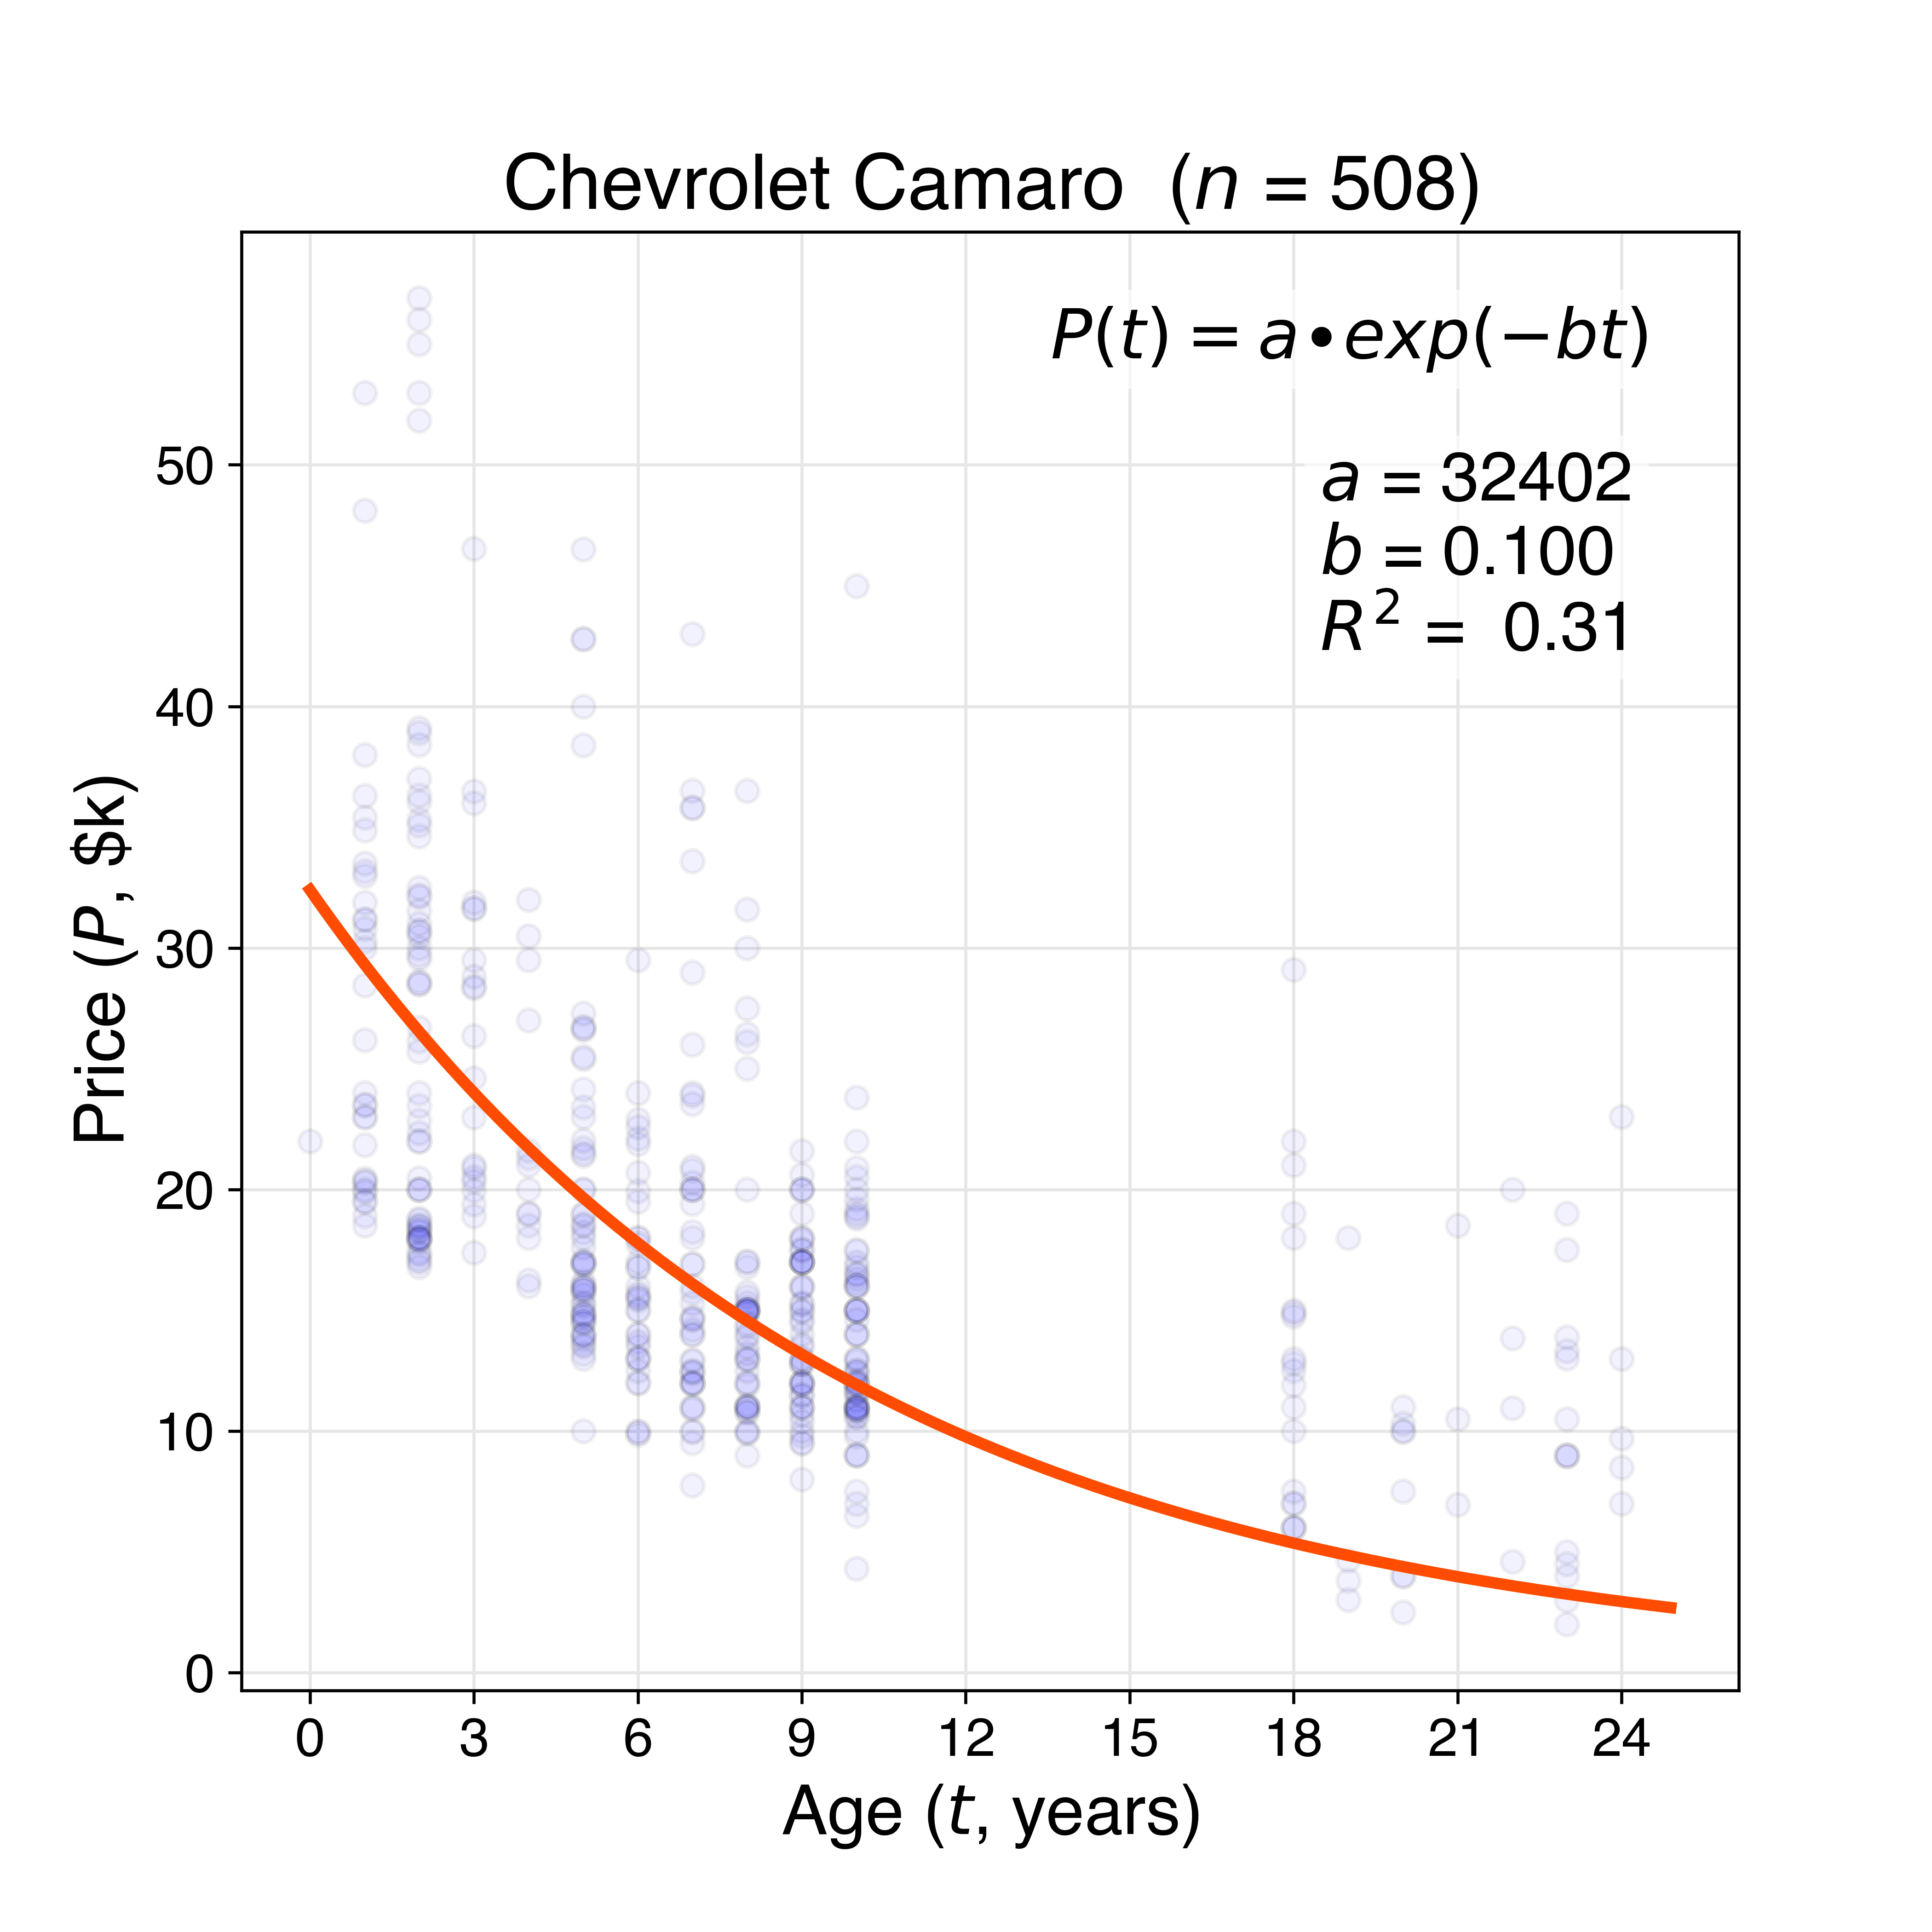 Chevrolet Camaro (n = 508)
P(t) = a•exp(−bt)
a = 32402
b = 0.100
R² = 0.31
Price (P, $k)
50
40
30
20
10
0
0 3 6 9 12 15 18 21 24
Age (t, years)